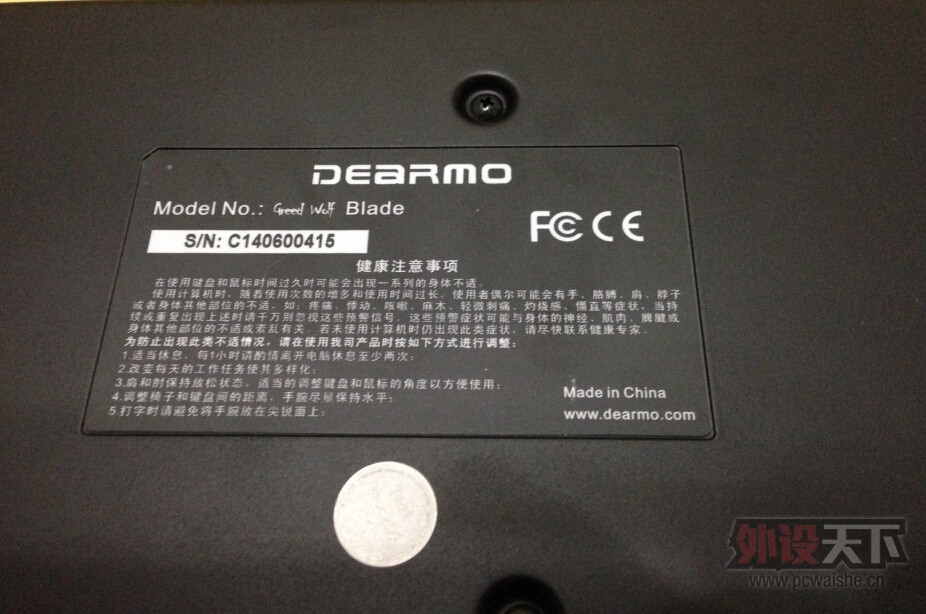 DEARMO
Model No.: Greed Wolf Blade
S/N: C140600415
FC CE
健康注意事项
在使用键盘和鼠标时间过久时可能会出现一系列的身体不适。
使用计算机时，随着使用次数的增多和使用时间过长，使用者偶尔可能会有手、胳膊、肩、脖子
或者身体其他部位的不适。如：疼痛、悸动、咳嗽、麻木、轻微刺痛、灼烧感、僵直等症状，当持
续或重复出现上述时请千万别忽视这些预警信号。这些预警症状可能与身体的神经、肌肉、脾脏或
身体其他部位的不适或紊乱有关。若未使用计算机时仍出现此类症状，请尽快联系健康专家。
为防止出现此类不适情况，请在使用我司产品时按如下方式进行调整：
1.适当休息，每1小时请酌情离开电脑休息至少两次；
2.改变每天的工作任务使其多样化；
3.肩和肘保持放松状态，适当的调整键盘和鼠标的角度以方便使用；
4.调整椅子和键盘间的距离，手腕尽量保持水平；
5.打字时请避免将手腕放在尖锐面上；
Made in China
www.dearmo.com
外设天下
www.pcwaishe.cn